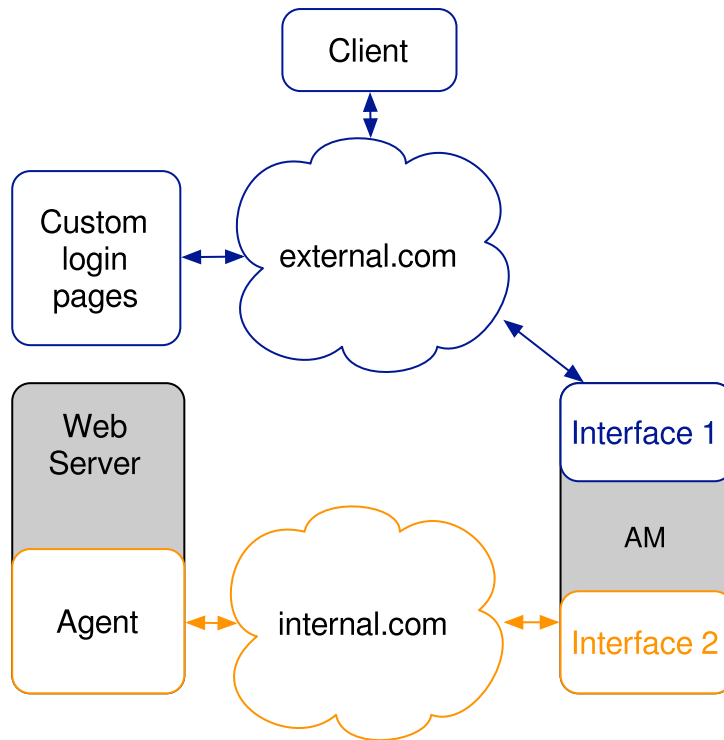 Client
Custom
login
pages
external.com
Web
Server
Interface 1
AM
Agent
internal.com
Interface 2